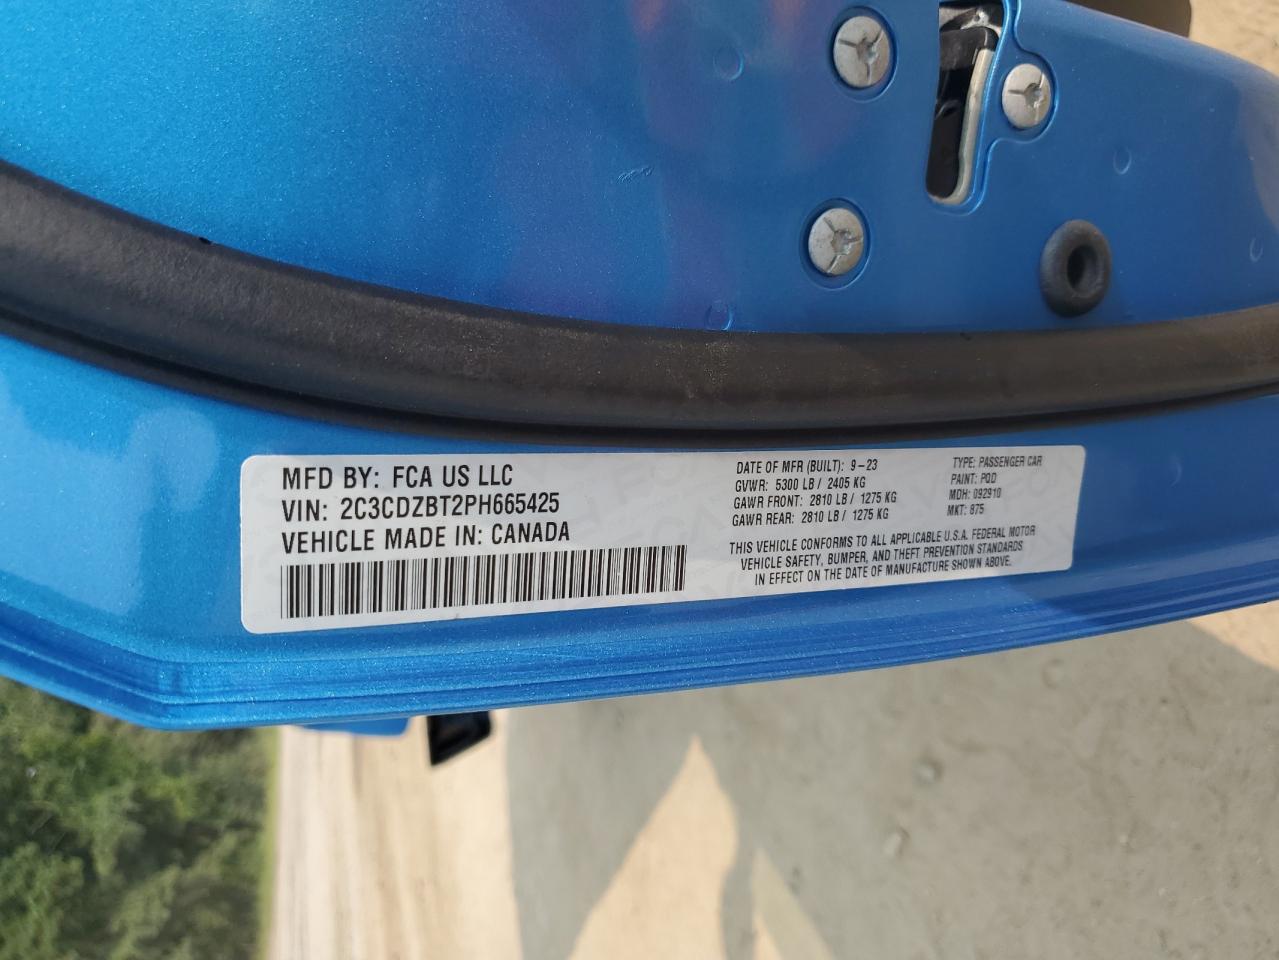 MFD BY: FCA US LLC
VIN: 2C3CDZBT2PH665425
VEHICLE MADE IN: CANADA
DATE OF MFR (BUILT): 9-23
GVWR: 5300 LB / 2405 KG
GAWR FRONT: 2810 LB / 1275 KG
GAWR REAR: 2810 LB / 1275 KG
TYPE: PASSENGER CAR
PAINT: PQD
MDH: 092910
MKT: 875
THIS VEHICLE CONFORMS TO ALL APPLICABLE U.S.A. FEDERAL MOTOR
VEHICLE SAFETY, BUMPER, AND THEFT PREVENTION STANDARDS
IN EFFECT ON THE DATE OF MANUFACTURE SHOWN ABOVE.